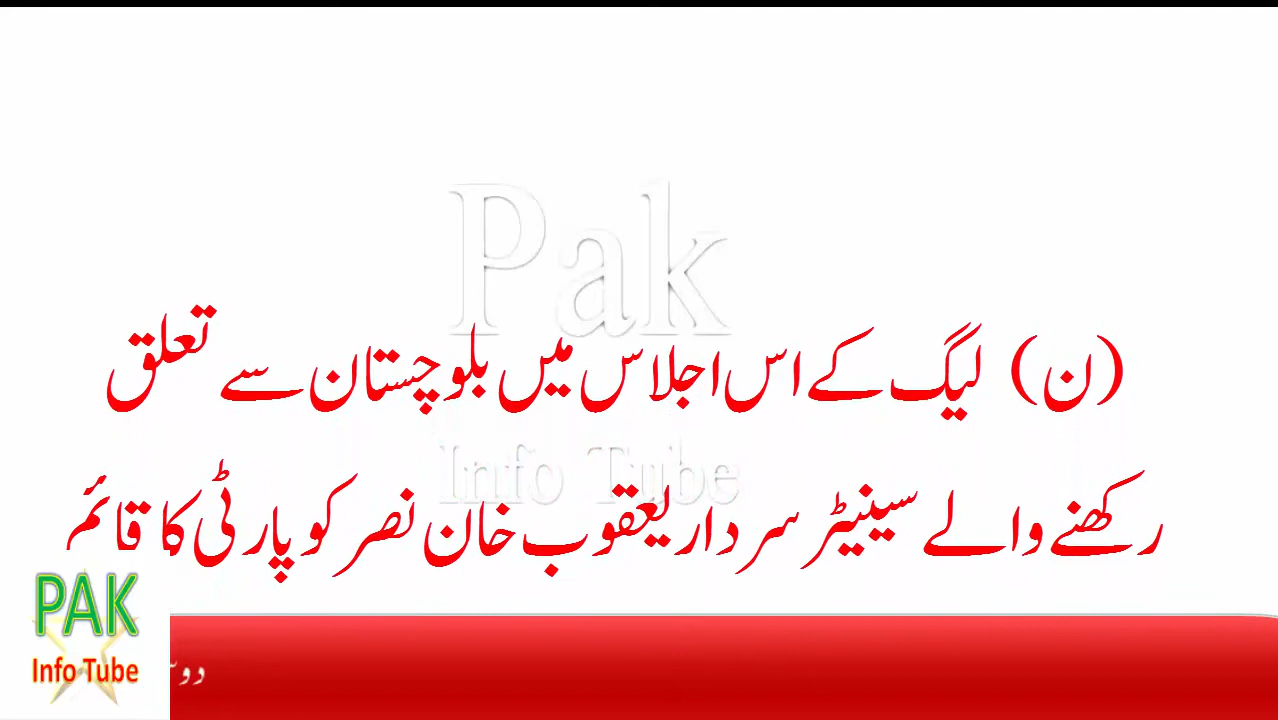 Pak
(ن) لیگ کے اس اجلاس میں بلوچستان سے تعلق
Info Tube
رکھنے والے سینیٹر سردار یعقوب خان نصر کو پارٹی کا قائم
PAK
Info Tube